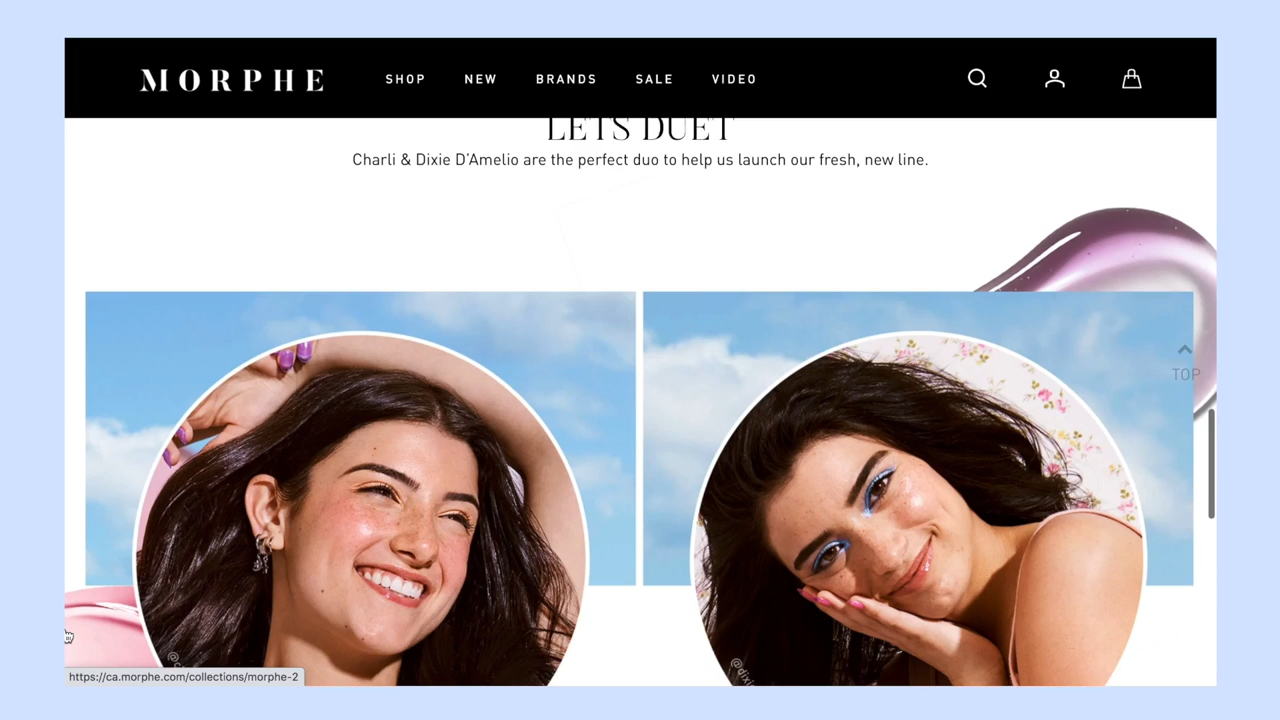 MORPHE
SHOP NEW BRANDS SALE VIDEO
LETS DUET
Charli & Dixie D'Amelio are the perfect duo to help us launch our fresh, new line.
TOP
https://ca.morphe.com/collections/morphe-2